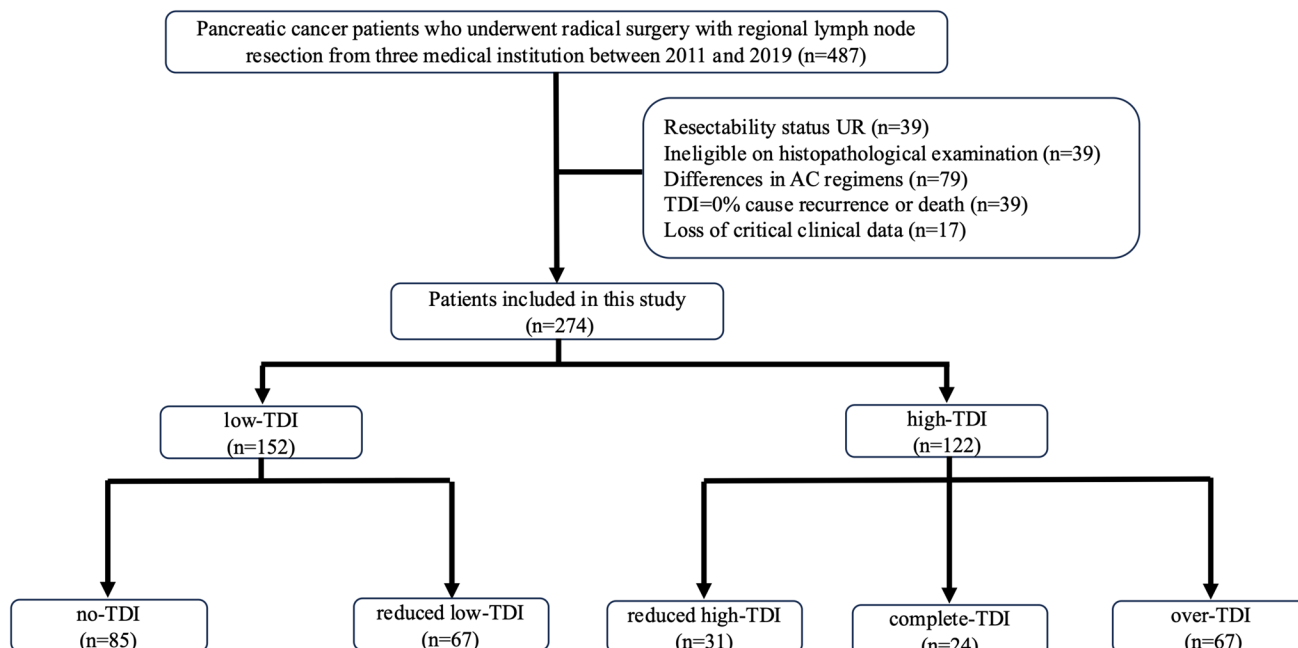 Pancreatic cancer patients who underwent radical surgery with regional lymph node
resection from three medical institution between 2011 and 2019 (n=487)
Resectability status UR (n=39)
Ineligible on histopathological examination (n=39)
Differences in AC regimens (n=79)
TDI=0% cause recurrence or death (n=39)
Loss of critical clinical data (n=17)
Patients included in this study
(n=274)
low-TDI
(n=152)
high-TDI
(n=122)
no-TDI
(n=85)
reduced low-TDI
(n=67)
reduced high-TDI
(n=31)
complete-TDI
(n=24)
over-TDI
(n=67)